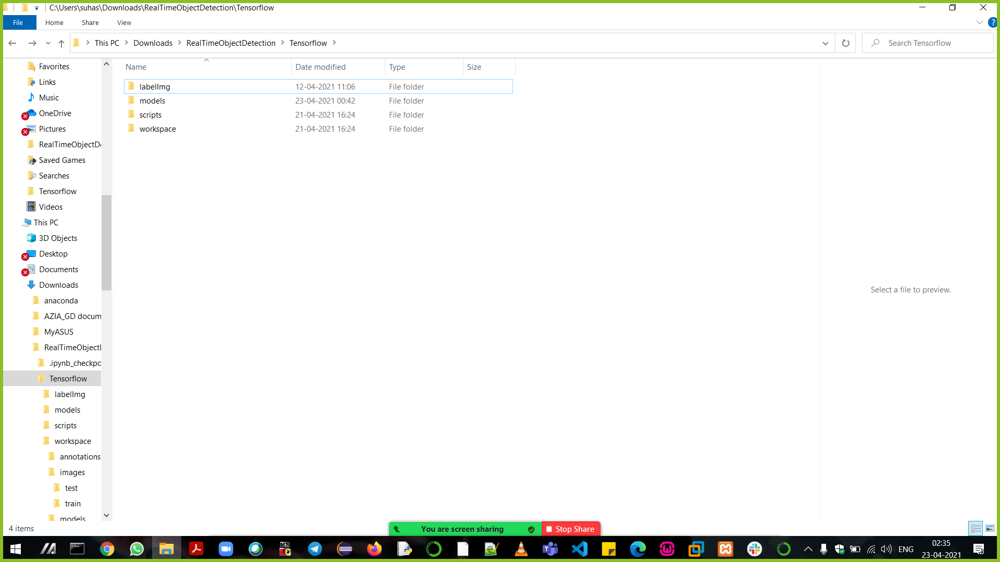 C:\Users\suhas\Downloads\RealTimeObjectDetection\Tensorflow
File Home Share View
?
This PC Downloads RealTimeObjectDetection Tensorflow
Search Tensorflow
Favorites
Links
Music
OneDrive
Pictures
RealTimeObjectDe
Saved Games
Searches
Tensorflow
Videos
This PC
3D Objects
Desktop
Documents
Downloads
anaconda
AZIA_GD docum
MyASUS
RealTimeObjectl
.ipynb_checkpo
Tensorflow
labelImg
models
scripts
workspace
annotations
images
test
train
models
Name Date modified Type Size
labelImg 12-04-2021 11:06 File folder
models 23-04-2021 00:42 File folder
scripts 21-04-2021 16:24 File folder
workspace 21-04-2021 16:24 File folder
Select a file to preview.
4 items
You are screen sharing Stop Share
MS
ENG
02:35
23-04-2021